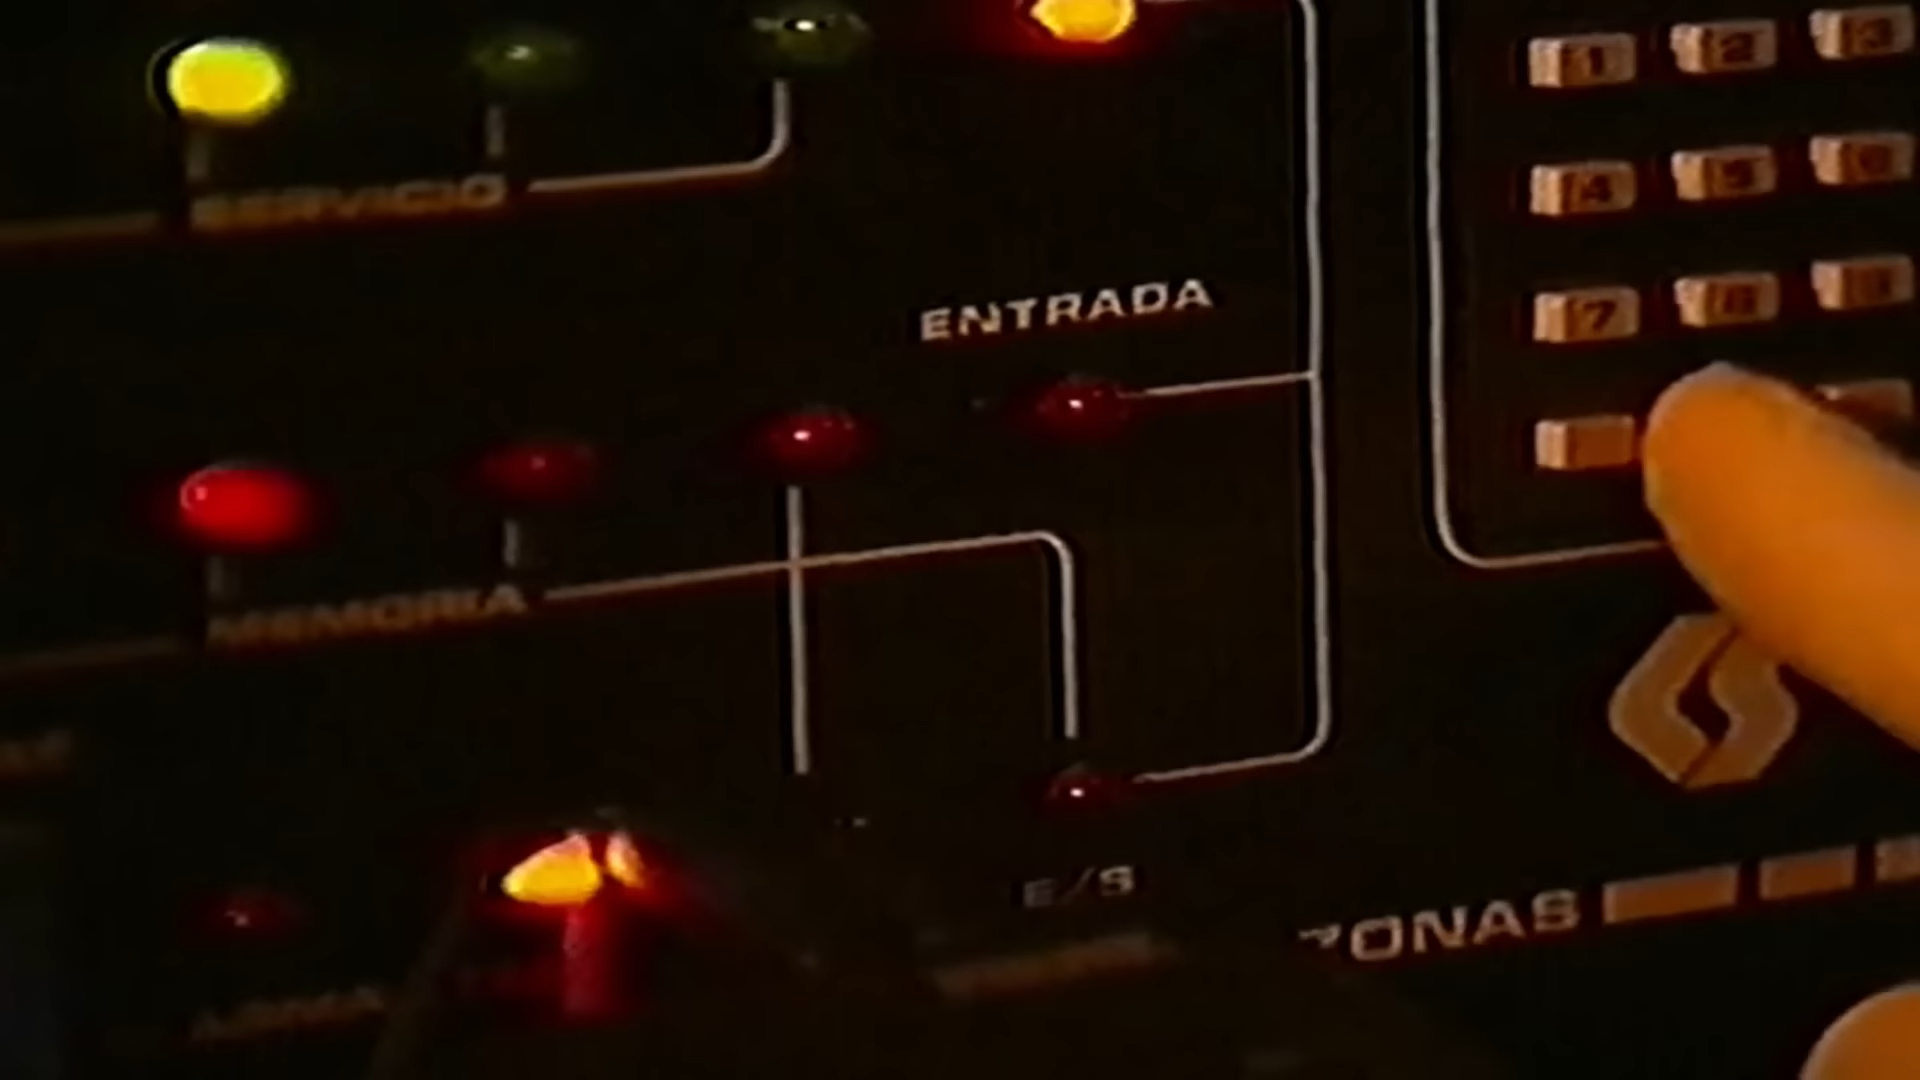 1 2 3
SERVICIO
4 5 6
ENTRADA
7 8 9
MEMORIA
E/S
ZONAS